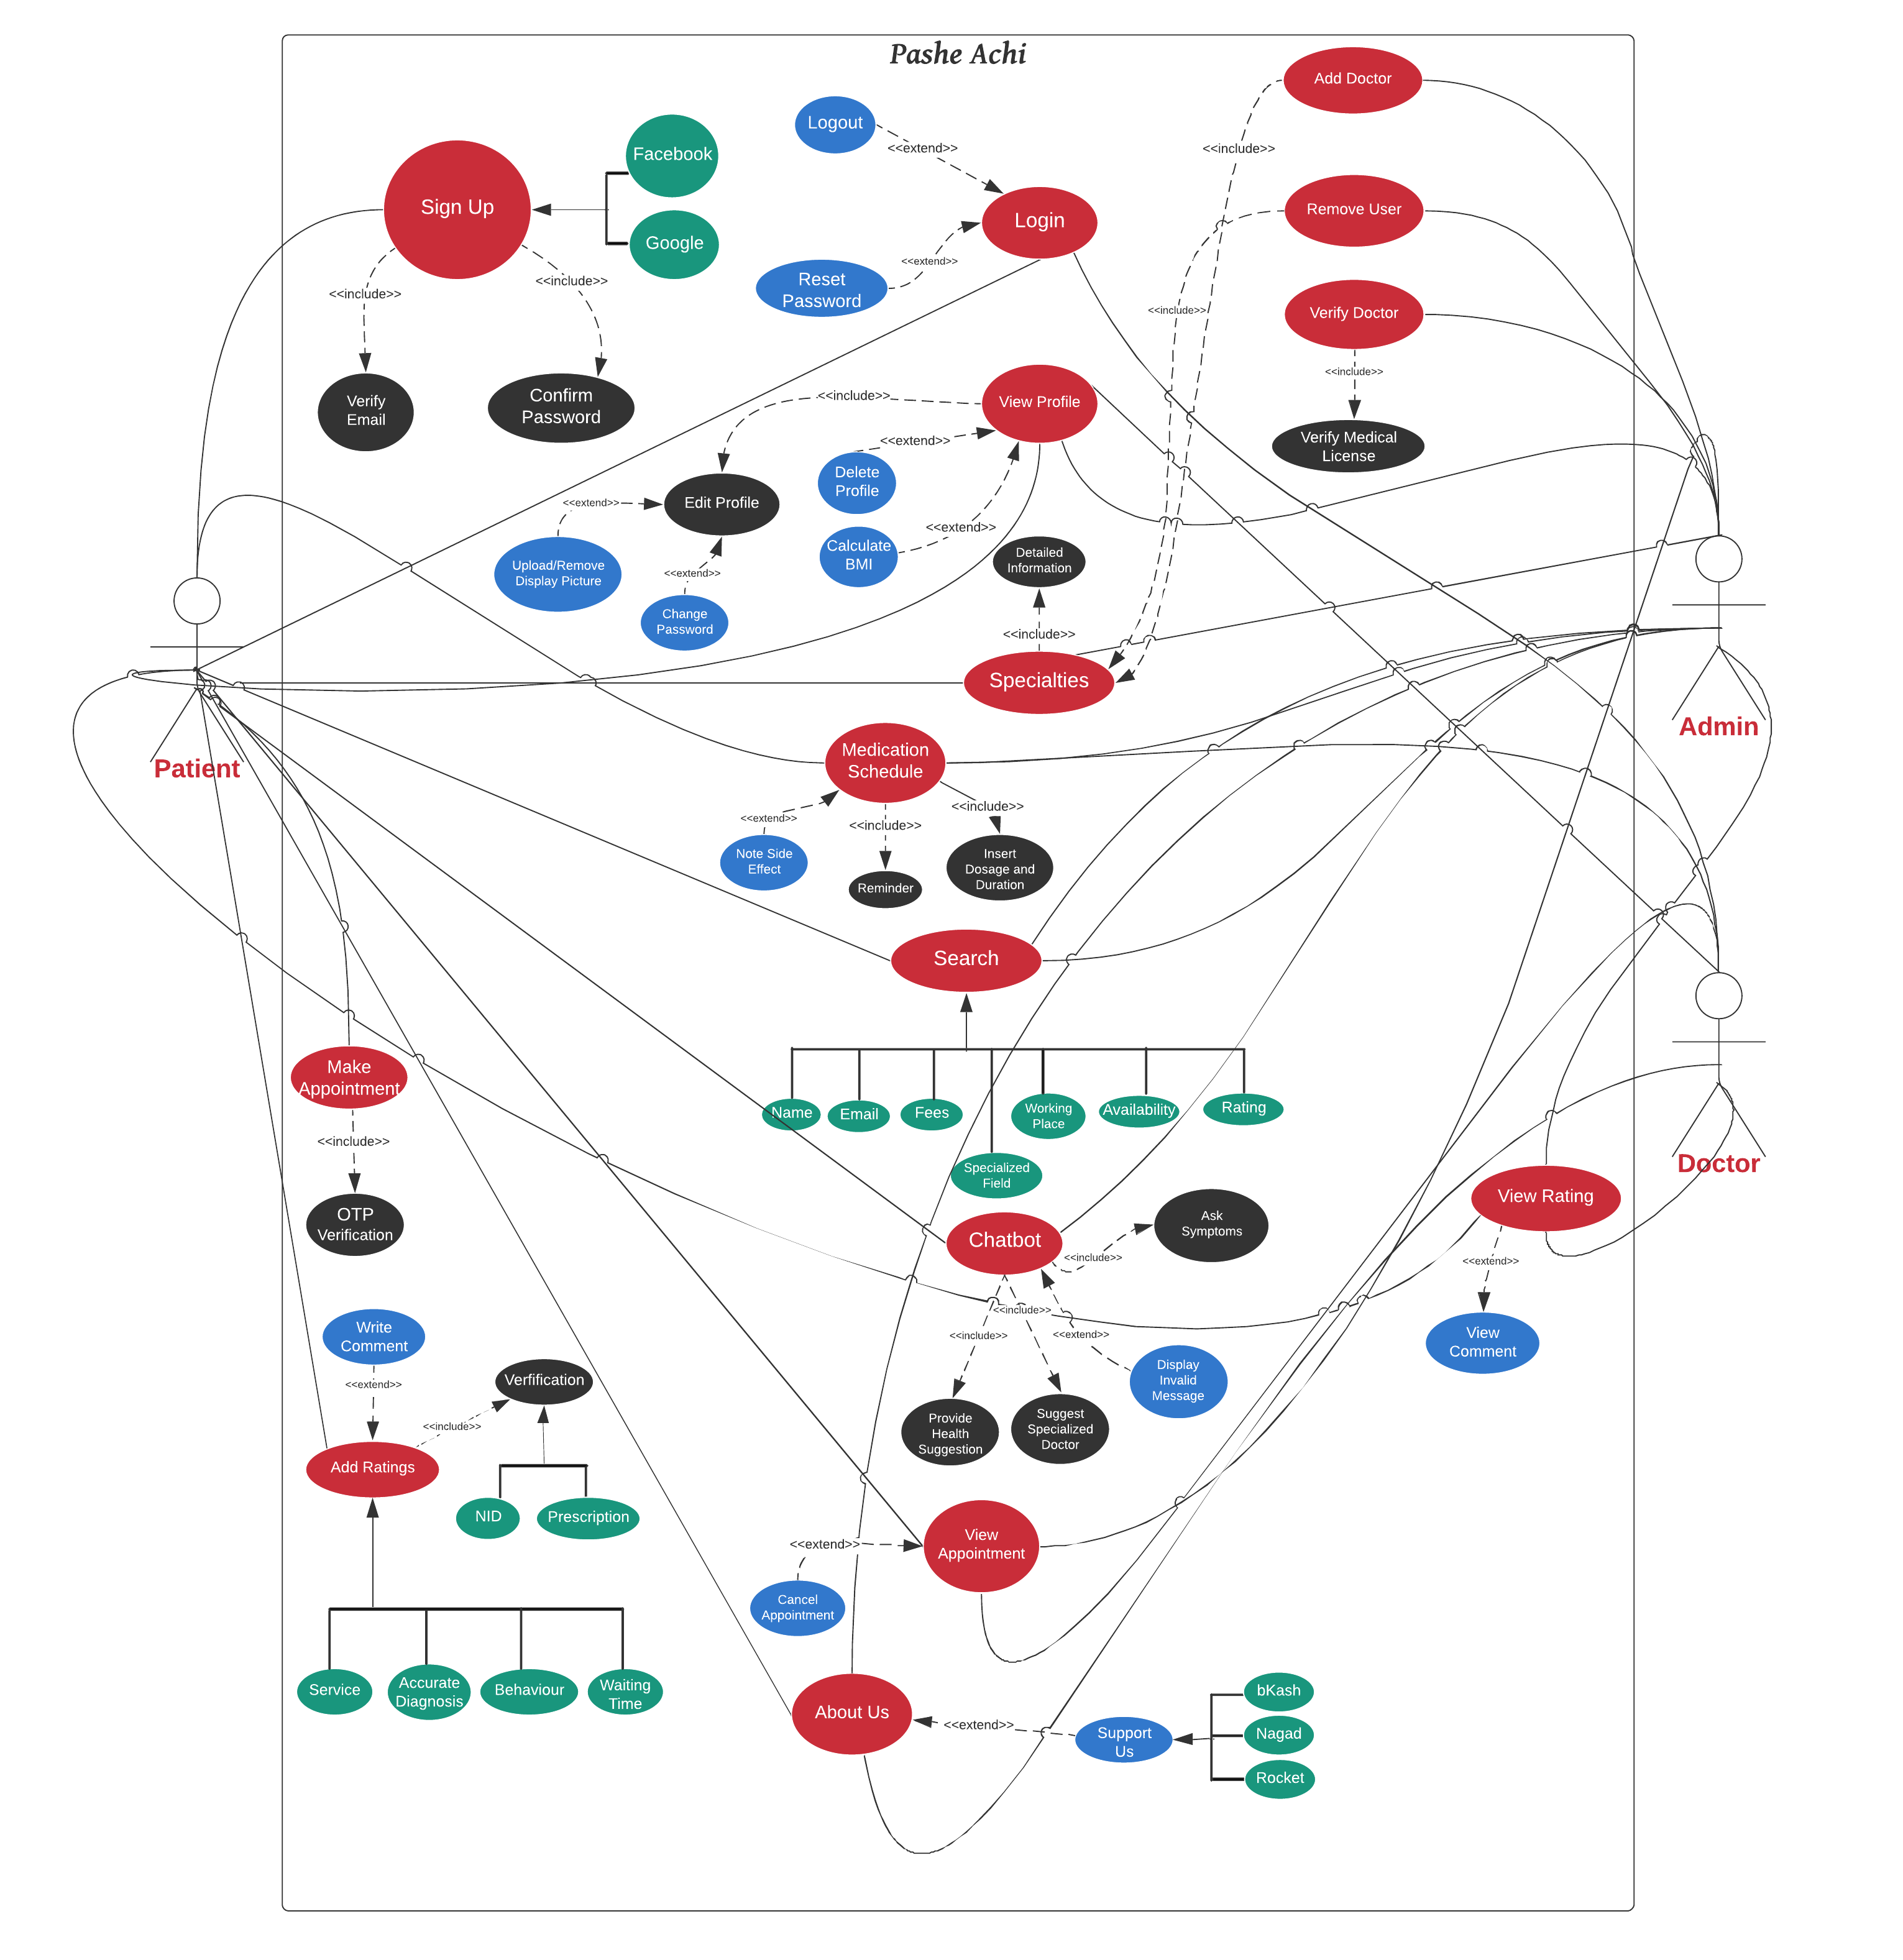 Pashe Achi
Add Doctor
Logout
<<extend>>
<<include>>
Facebook
Sign Up
Google
Login
Remove User
<<extend>>
Reset
Password
<<include>>
<<include>>
<<include>>
Verify Doctor
<<include>>
Verify
Email
Confirm
Password
<<include>>
View Profile
<<extend>>
Verify Medical
License
Delete
Profile
<<extend>>
Edit Profile
<<extend>>
Calculate
BMI
Upload/Remove
Display Picture
<<extend>>
Change
Password
Detailed
Information
<<include>>
Specialties
Patient
Admin
Medication
Schedule
<<extend>>
<<include>>
<<include>>
Note Side
Effect
Reminder
Insert
Dosage and
Duration
Search
Make
Appointment
Name
Email
Fees
Working
Place
Availability
Rating
<<include>>
Specialized
Field
Doctor
OTP
Verification
View Rating
Ask
Symptoms
Chatbot
<<include>>
<<extend>>
<<include>>
<<include>>
<<extend>>
Write
Comment
View
Comment
<<extend>>
Verfification
Display
Invalid
Message
<<include>>
Provide
Health
Suggestion
Suggest
Specialized
Doctor
Add Ratings
NID
Prescription
View
Appointment
<<extend>>
Cancel
Appointment
Service
Accurate
Diagnosis
Behaviour
Waiting
Time
About Us
<<extend>>
Support
Us
bKash
Nagad
Rocket